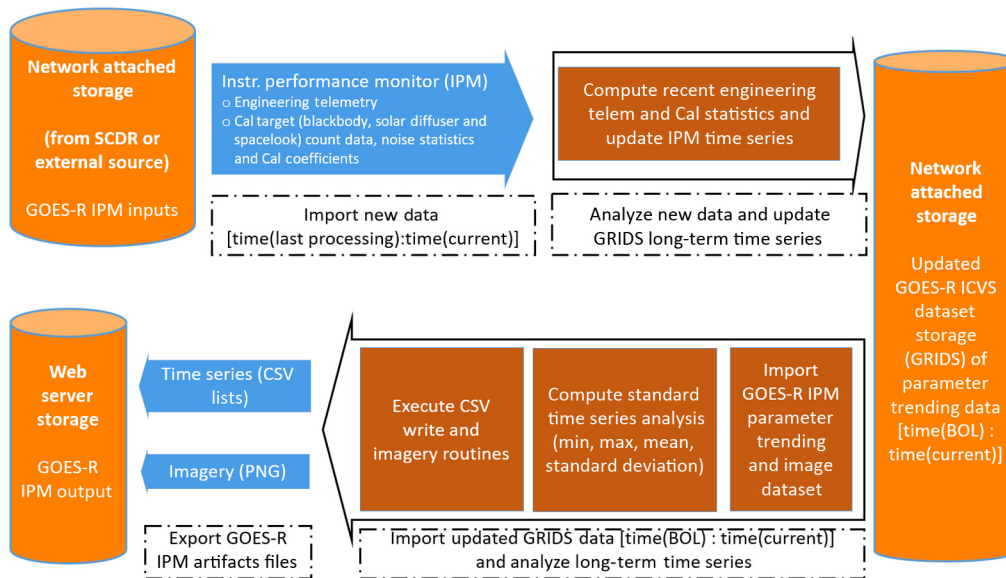 Network attached
storage
(from SCDR or
external source)
GOES-R IPM inputs
Instr. performance monitor (IPM)
o Engineering telemetry
o Cal target (blackbody, solar diffuser and
spacelook) count data, noise statistics
and Cal coefficients
Import new data
[time(last processing):time(current)]
Compute recent engineering
telem and Cal statistics and
update IPM time series
Analyze new data and update
GRIDS long-term time series
Network
attached
storage
Updated
GOES-R ICVS
dataset
storage
(GRIDS) of
parameter
trending data
[time(BOL) :
time(current)]
Import
GOES-R IPM
parameter
trending
and image
dataset
Compute standard
time series analysis
(min, max, mean,
standard deviation)
Execute CSV
write and
imagery routines
Import updated GRIDS data [time(BOL) : time(current)]
and analyze long-term time series
Time series (CSV
lists)
Imagery (PNG)
Export GOES-R
IPM artifacts files
Web
server
storage
GOES-R
IPM output